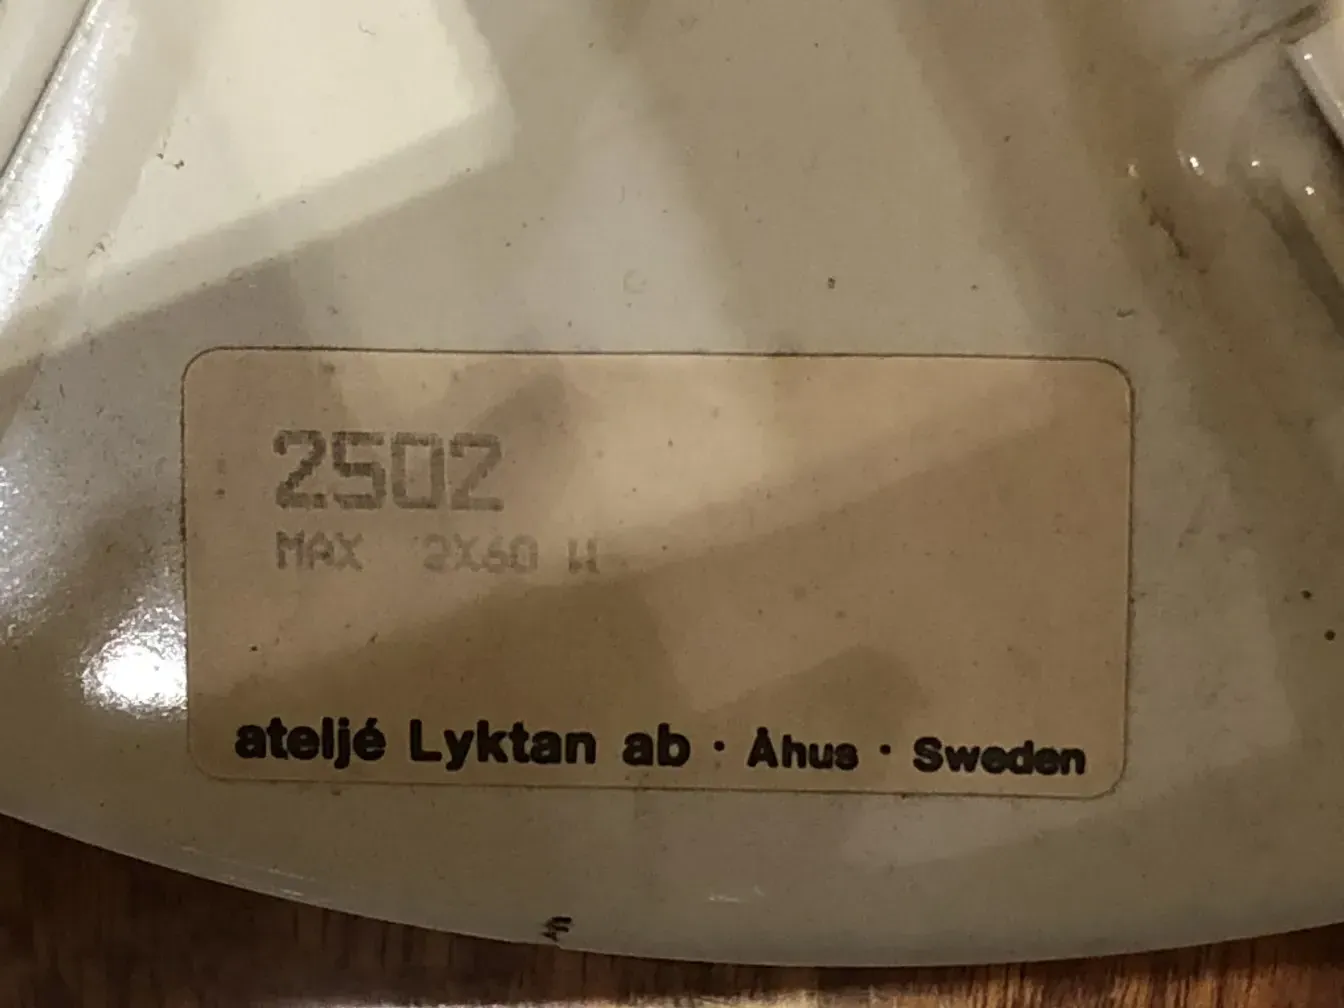 2502
MAX 2X60 W
ateljé Lyktan ab · Åhus · Sweden